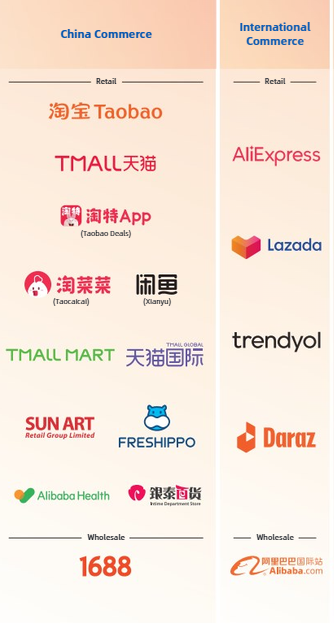 China Commerce
Retail
淘宝 Taobao
TMALL天猫
淘特 淘特App
(Taobao Deals)
淘菜菜
(Taocaicai)
闲鱼
(Xianyu)
TMALL MART
TMALL GLOBAL
天猫国际
SUN ART
Retail Group Limited
FRESHIPPO
Alibaba Health
銀泰百货
Intime Department Store
Wholesale
1688
International
Commerce
Retail
AliExpress
Lazada
trendyol
Daraz
Wholesale
阿里巴巴国际站
Alibaba.com